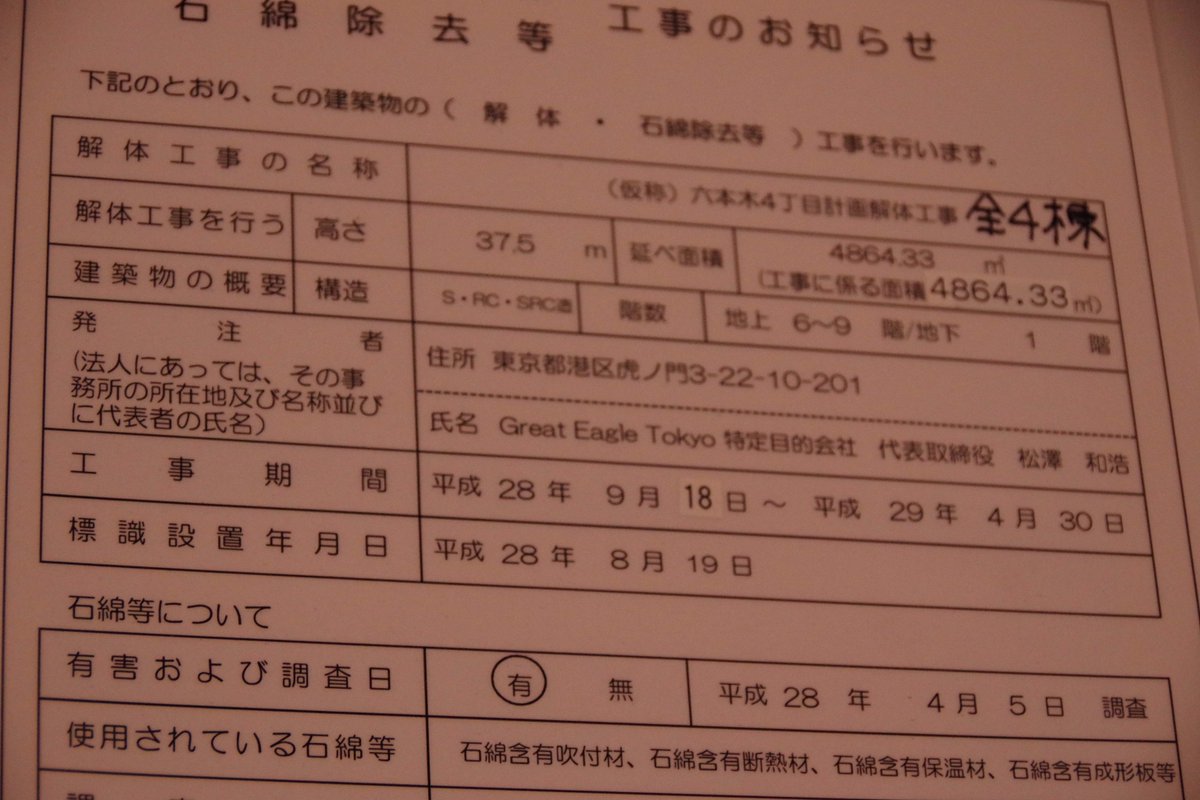 石綿除去等 工事のお知らせ
下記のとおり、この建築物の（ 解 体 ・ 石綿除去等 ）工事を行います。
解体工事の名称 （仮称）六本木4丁目計画解体工事 全4棟
解体工事を行う 高さ 37.5 m 延べ面積 4864.33 ㎡
(工事に係る面積 4864.33㎡)
建築物の概要 構造 S・RC・SRC造 階数 地上 6～9 階/地下 1 階
発注者
(法人にあっては、その事
務所の所在地及び名称並び
に代表者の氏名)
住所 東京都港区虎ノ門3-22-10-201
氏名 Great Eagle Tokyo 特定目的会社 代表取締役 松澤 和浩
工事期間 平成 28 年 9 月 18 日 ～ 平成 29 年 4 月 30 日
標識設置年月日 平成 28 年 8 月 19 日
石綿等について
有害および調査日 有 無 平成 28 年 4 月 5 日 調査
使用されている石綿等 石綿含有吹付材、石綿含有断熱材、石綿含有保温材、石綿含有成形板等